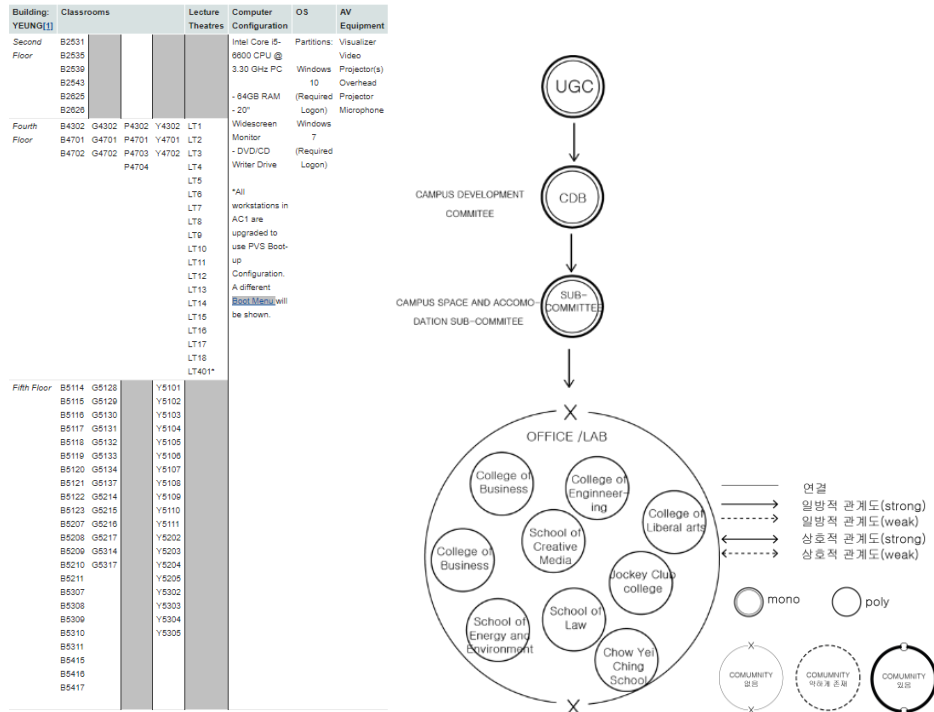 Building: Classrooms Lecture Computer OS AV
YEUNG[1] Theatres Configuration Equipment
Second B2531 Intel Core i5- Partitions: Visualizer
Floor B2535 6600 CPU @ Video
B2539 3.30 GHz PC Windows Projector(s)
B2543 10 Overhead
B2625 - 64GB RAM (Required Projector
B2626 - 20" Logon) Microphone
Fourth B4302 G4302 P4302 Y4302 LT1 Widescreen Windows
Floor B4701 G4701 P4701 Y4701 LT2 Monitor 7
B4702 G4702 P4703 Y4702 LT3 - DVD/CD (Required
P4704 LT4 Writer Drive Logon)
LT5
LT6 *All
LT7 workstations in
LT8 AC1 are
LT9 upgraded to
LT10 use PVS Boot-
LT11 up
LT12 Configuration.
LT13 A different
LT14 Boot Menu will
LT15 be shown.
LT16
LT17
LT18
LT401*
Fifth Floor B5114 G5128 Y5101
B5115 G5129 Y5102
B5116 G5130 Y5103
B5117 G5131 Y5104
B5118 G5132 Y5105
B5119 G5133 Y5106
B5120 G5134 Y5107
B5121 G5137 Y5108
B5122 G5214 Y5109
B5123 G5215 Y5110
B5207 G5216 Y5111
B5208 G5217 Y5202
B5209 G5314 Y5203
B5210 G5317 Y5204
B5211 Y5205
B5307 Y5302
B5308 Y5303
B5309 Y5304
B5310 Y5305
B5311
B5415
B5416
B5417
UGC
CAMPUS DEVELOPMENT
COMMITEE
CDB
CAMPUS SPACE AND ACCOMO-
DATION SUB-COMMITEE
SUB-
COMMITTEE
OFFICE /LAB
College of
Business
College of
Enginneer-
ing
College of
Liberal arts
School of
Creative
Media
College of
Business
Jockey Club
college
School of
Energy and
Environment
School of
Law
Chow Yei
Ching
School
연결
일방적 관계도(strong)
일방적 관계도(weak)
상호적 관계도(strong)
상호적 관계도(weak)
mono
poly
COMUMNITY
없음
COMUMNITY
약하게 존재
COMUMNITY
있음